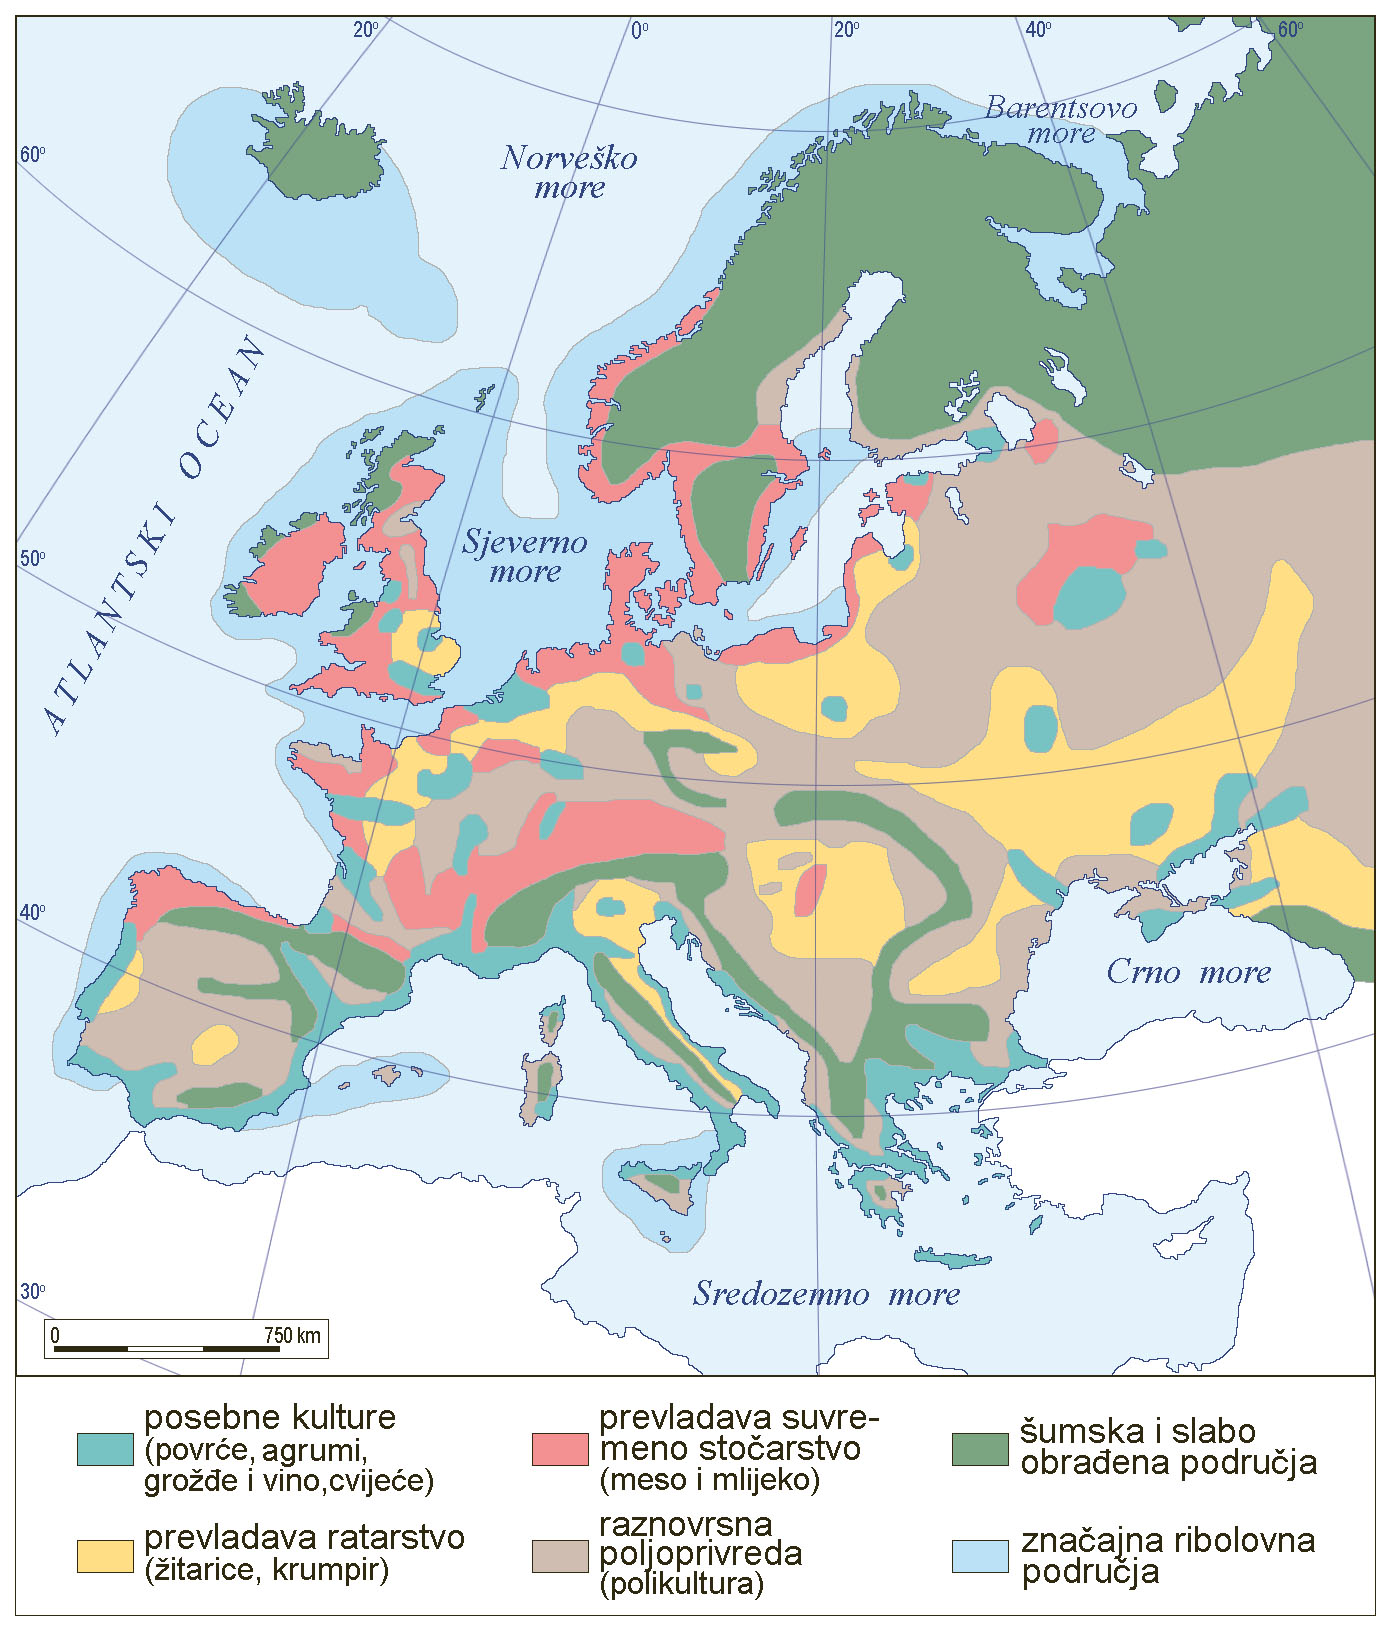 20°
0°
20°
40°
60°
Barentsovo
more
60°
Norveško
more
ATLANTSKI OCEAN
50°
Sjeverno
more
40°
Crno more
30°
Sredozemno more
0
750 km
posebne kulture
(povrće, agrumi,
grožđe i vino,cvijeće)
prevladava suvre-
meno stočarstvo
(meso i mlijeko)
šumska i slabo
obrađena područja
prevladava ratarstvo
(žitarice, krumpir)
raznovrsna
poljoprivreda
(polikultura)
značajna ribolovna
područja